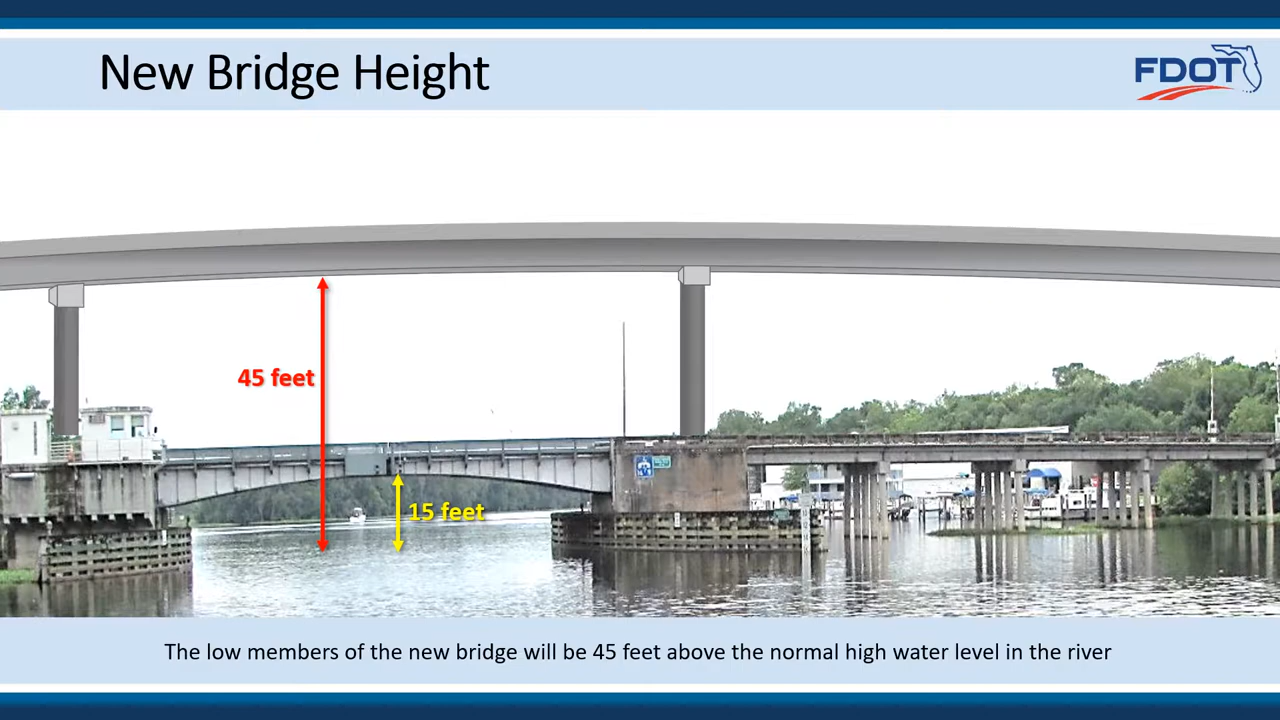 New Bridge Height
FDOT
45 feet
15 feet
The low members of the new bridge will be 45 feet above the normal high water level in the river